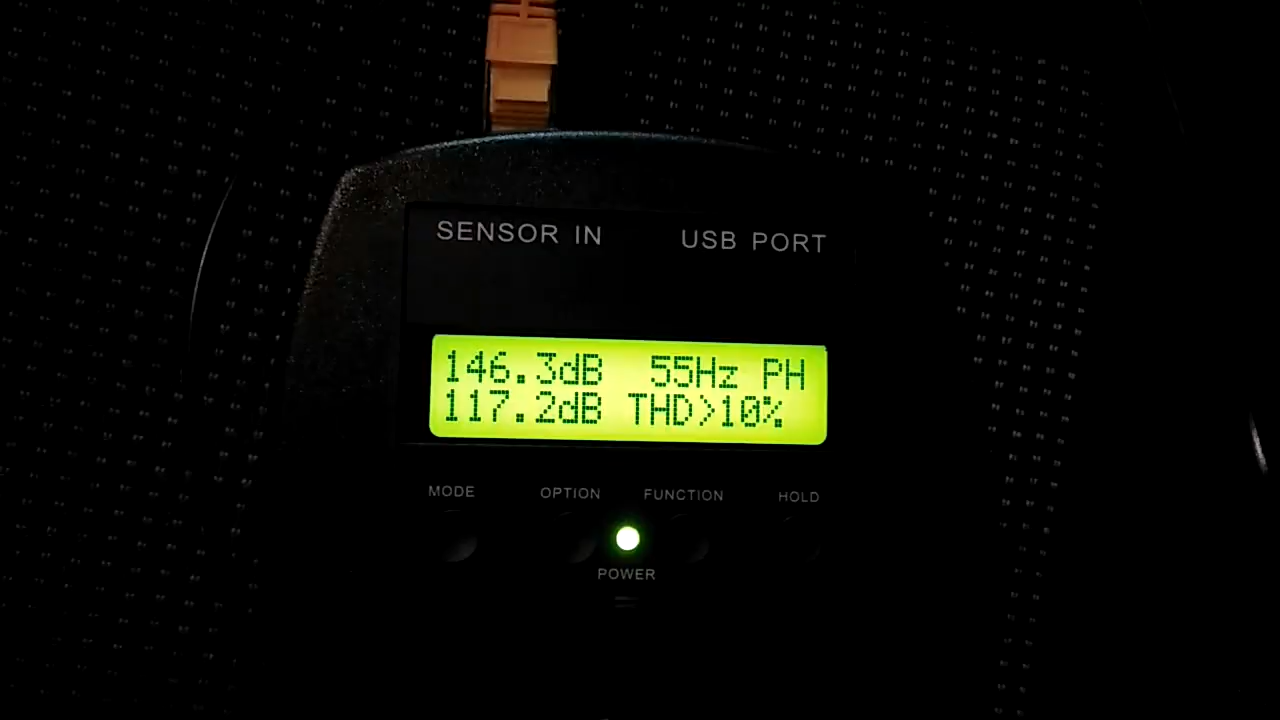 SENSOR IN USB PORT
146.3dB 55Hz PH
117.2dB THD>10%
MODE OPTION FUNCTION HOLD
POWER